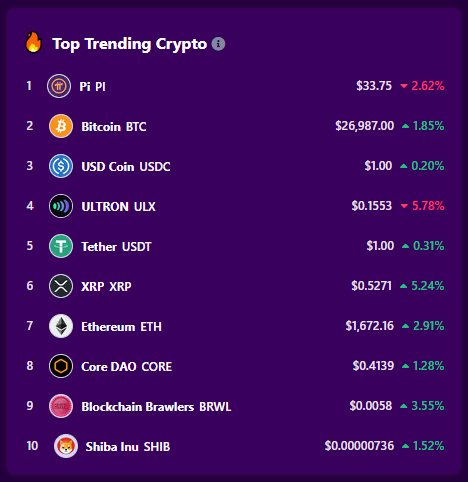 Top Trending Crypto
1 Pi PI $33.75 2.62%
2 Bitcoin BTC $26,987.00 1.85%
3 USD Coin USDC $1.00 0.20%
4 ULTRON ULX $0.1553 5.78%
5 Tether USDT $1.00 0.31%
6 XRP XRP $0.5271 5.24%
7 Ethereum ETH $1,672.16 2.91%
8 Core DAO CORE $0.4139 1.28%
9 Blockchain Brawlers BRWL $0.0058 3.55%
10 Shiba Inu SHIB $0.00000736 1.52%